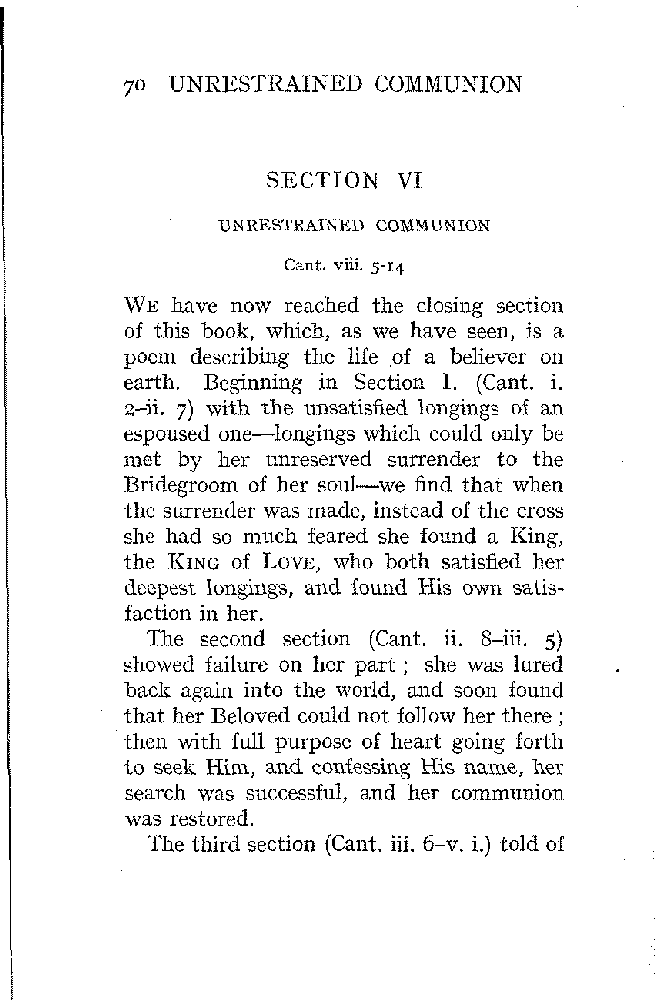 70 UNRESTRAINED COMMUNION
SECTION VI
UNRESTRAINED COMMUNION
Cant. viii. 5-14
WE have now reached the closing section
of this book, which, as we have seen, is a
poem describing the life of a believer on
earth. Beginning in Section I. (Cant. i.
2–ii. 7) with the unsatisfied longings of an
espoused one—longings which could only be
met by her unreserved surrender to the
Bridegroom of her soul—we find that when
the surrender was made, instead of the cross
she had so much feared she found a King,
the KING of LOVE, who both satisfied her
deepest longings, and found His own satis-
faction in her.
The second section (Cant. ii. 8–iii. 5)
showed failure on her part ; she was lured
back again into the world, and soon found
that her Beloved could not follow her there ;
then with full purpose of heart going forth
to seek Him, and confessing His name, her
search was successful, and her communion
was restored.
The third section (Cant. iii. 6–v. i.) told of